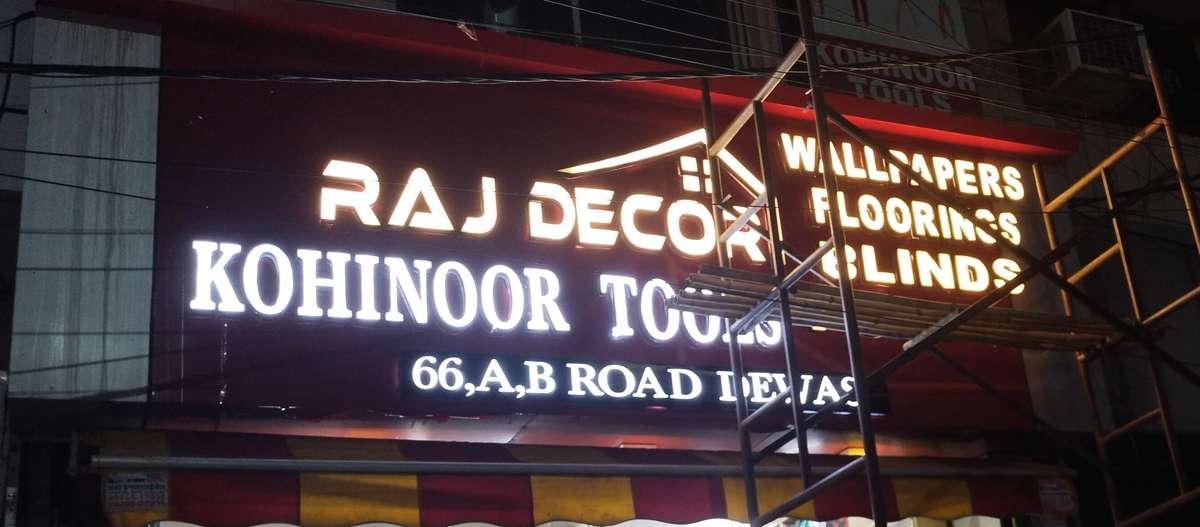 KOHINOOR
TOOLS
RAJ DECOR
WALLPAPERS
FLOORINGS
BLINDS
KOHINOOR TOOLS
66,A,B ROAD DEWAS